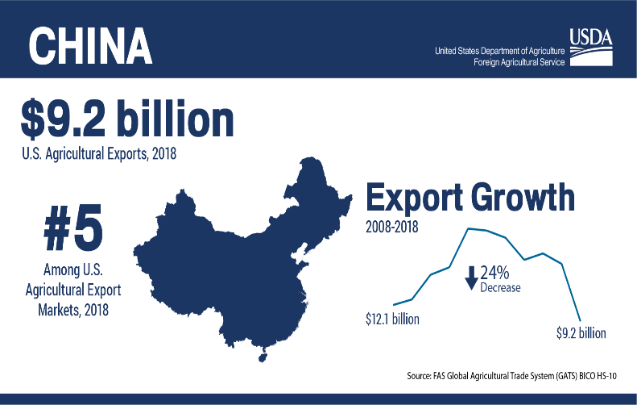 CHINA
USDA
United States Department of Agriculture
Foreign Agricultural Service
$9.2 billion
U.S. Agricultural Exports, 2018
#5
Among U.S.
Agricultural Export
Markets, 2018
Export Growth
2008-2018
24%
Decrease
$12.1 billion
$9.2 billion
Source: FAS Global Agricultural Trade System (GATS) BICO HS-10